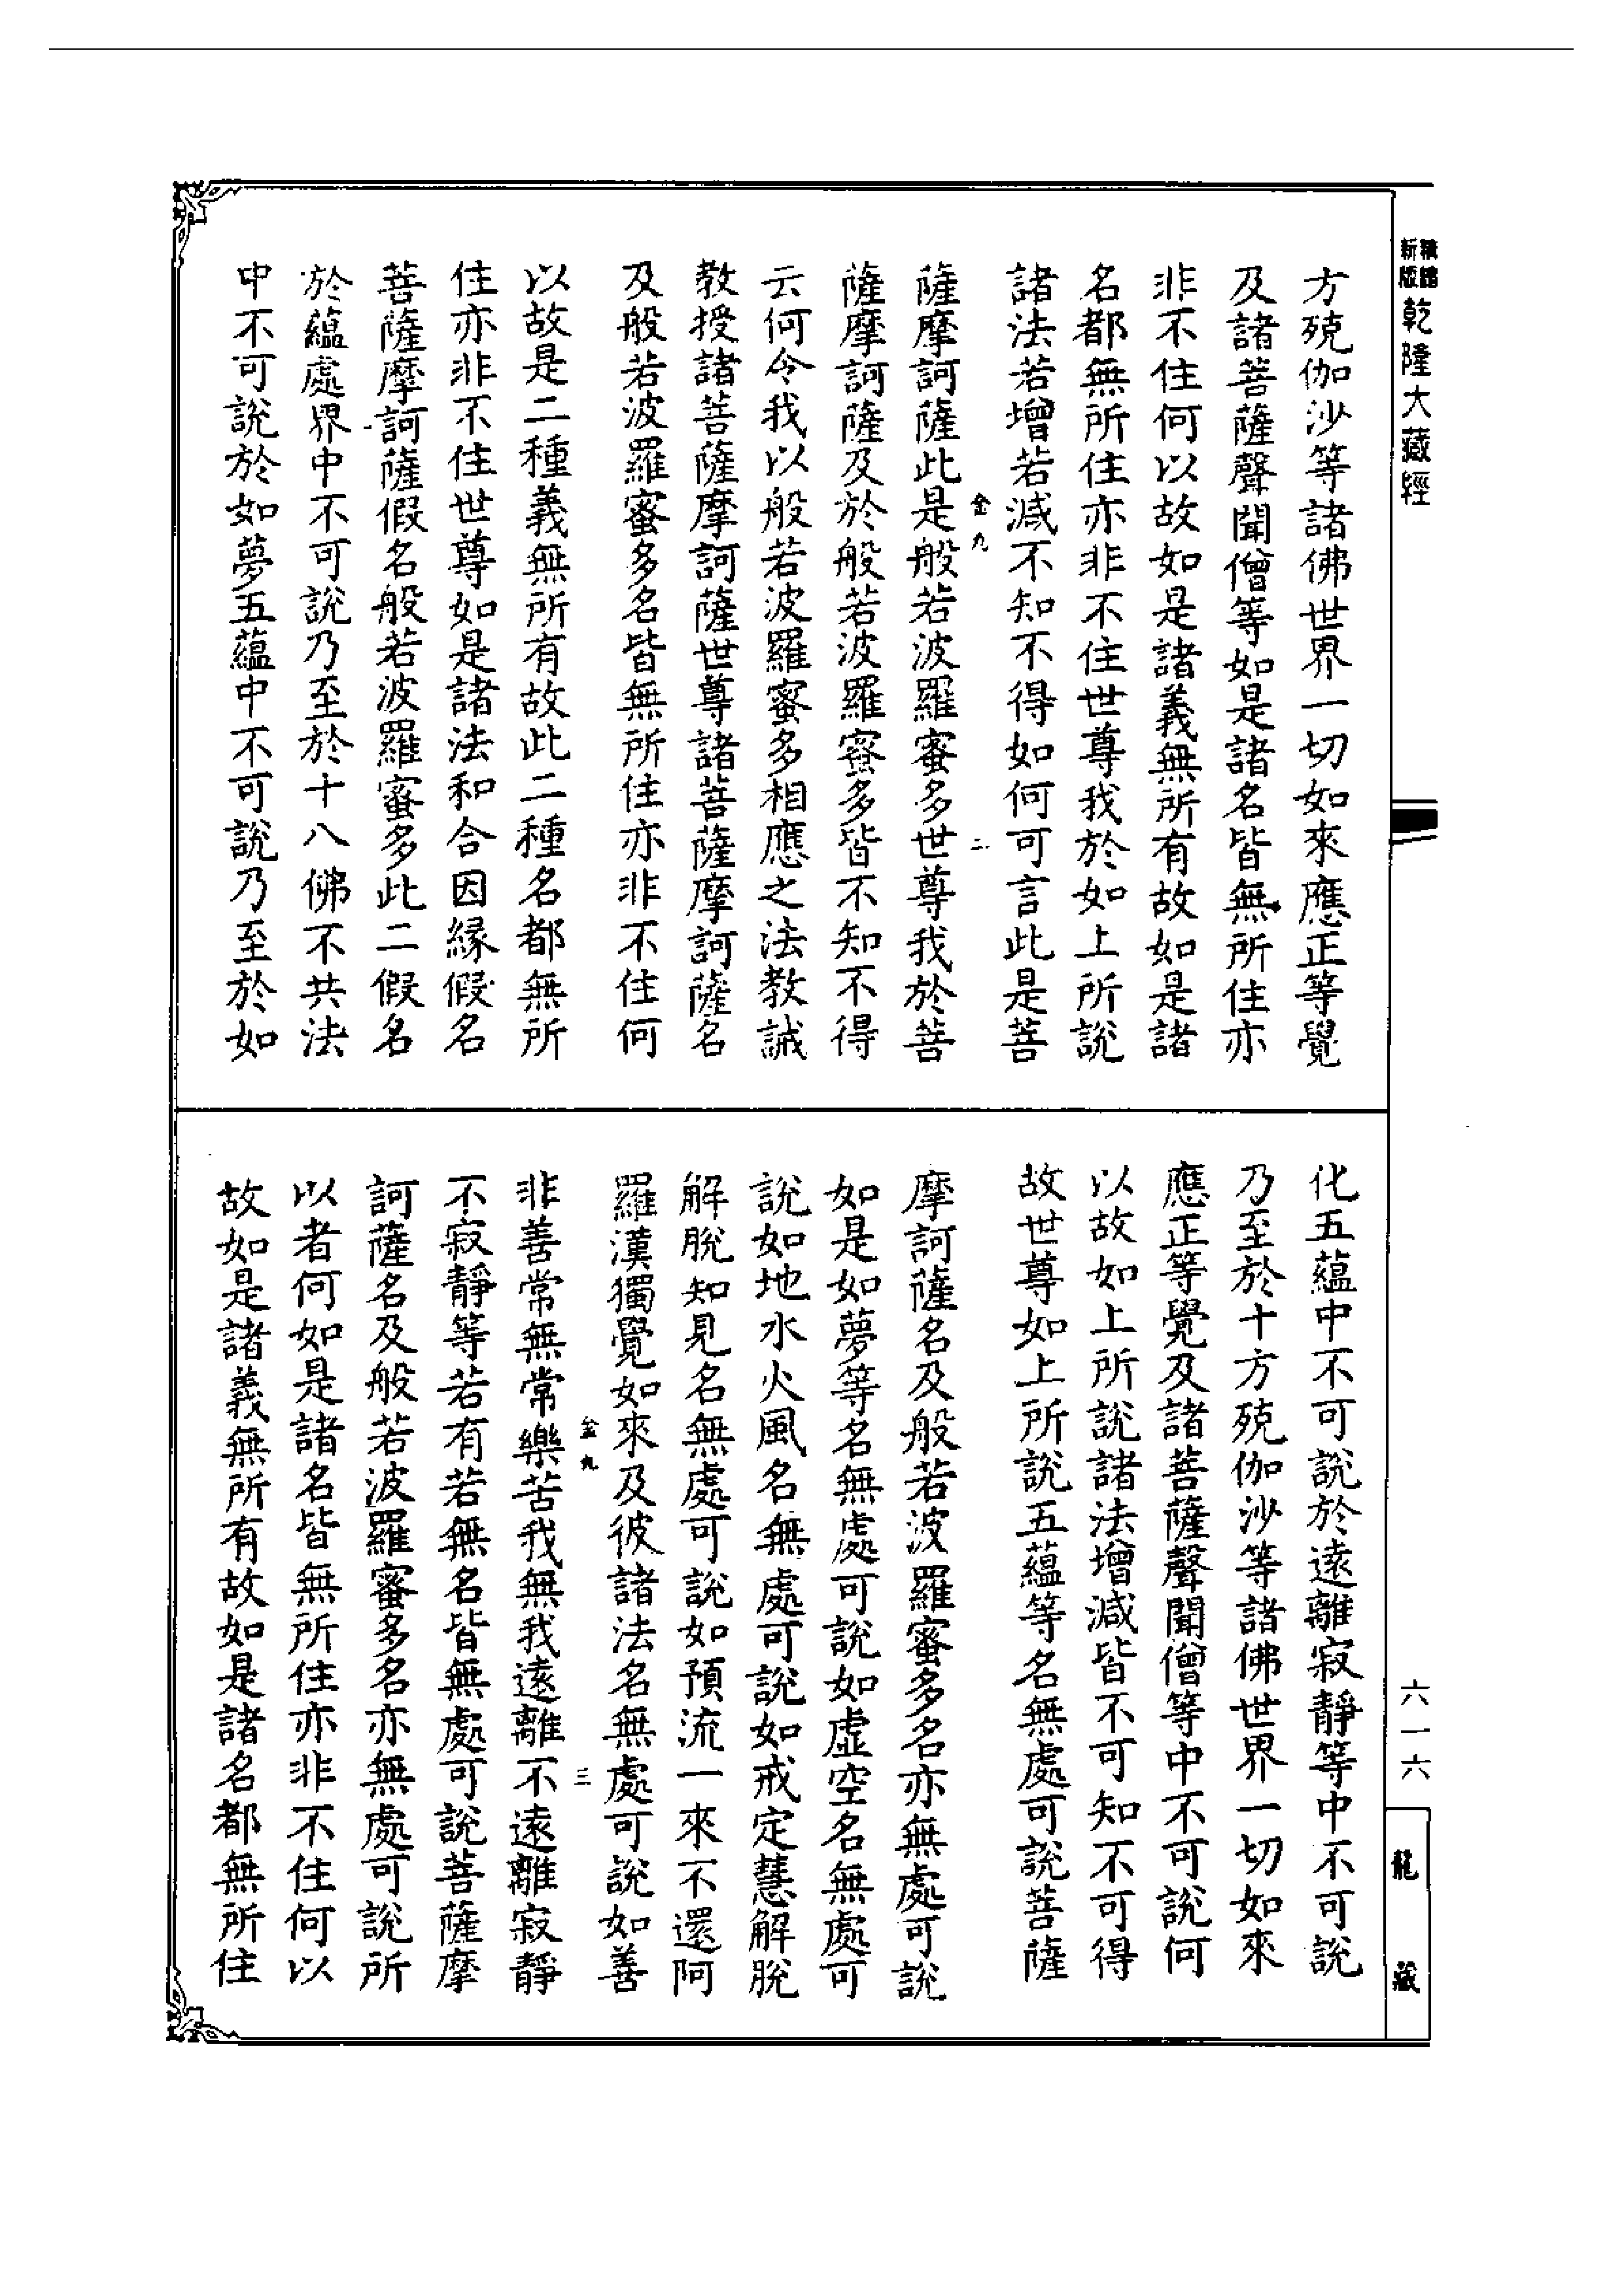 新版精縮乾隆大藏經
方殑伽沙等諸佛世界一切如來應正等覺
及諸菩薩聲聞僧等如是諸名皆無所住亦
非不住何以故如是諸義無所有故如是諸
名都無所住亦非不住世尊我於如上所說
諸法若增若減不知不得如何可言此是菩
金九 二
薩摩訶薩此是般若波羅蜜多世尊我於菩
薩摩訶薩及於般若波羅蜜多皆不知不得
云何令我以般若波羅蜜多相應之法教誡
教授諸菩薩摩訶薩世尊諸菩薩摩訶薩名
及般若波羅蜜多名皆無所住亦非不住何
以故是二種義無所有故此二種名都無所
住亦非不住世尊如是諸法和合因緣假名
菩薩摩訶薩假名般若波羅蜜多此二假名
於蘊處界中不可說乃至於十八佛不共法
中不可說於如夢五蘊中不可說乃至於如
化五蘊中不可說於遠離寂靜等中不可說
乃至於十方殑伽沙等諸佛世界一切如來
應正等覺及諸菩薩聲聞僧等中不可說何
以故如上所說諸法增減皆不可知不可得
故世尊如上所說五蘊等名無處可說菩薩
摩訶薩名及般若波羅蜜多名亦無處可說
如是如夢等名無處可說如虛空名無處可
說如地水火風名無處可說如戒定慧解脫
解脫知見名無處可說如預流一來不還阿
羅漢獨覺如來及彼諸法名無處可說如善
金九 三
非善常無常樂苦我無我遠離不遠離寂靜
不寂靜等若有若無名皆無處可說菩薩摩
訶薩名及般若波羅蜜多名亦無處可說所
以者何如是諸名皆無所住亦非不住何以
故如是諸義無所有故如是諸名都無所住
六一六
龍藏